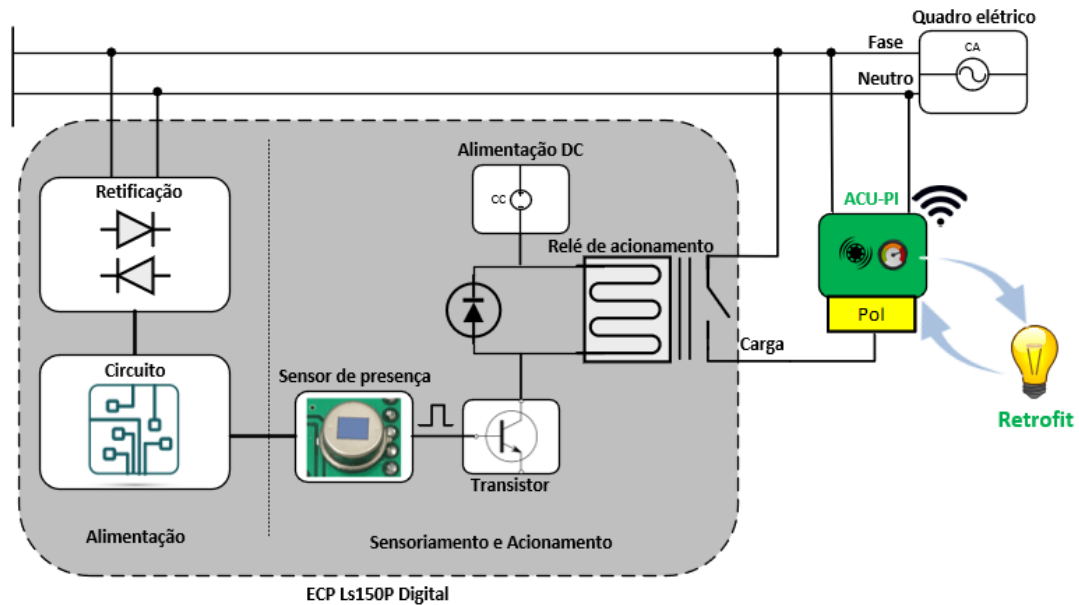 Quadro elétrico
Fase
CA
Neutro
Alimentação DC
CC
Retificação
Relé de acionamento
ACU-PI
Pol
Circuito
Sensor de presença
Carga
Transistor
Retrofit
Alimentação
Sensoriamento e Acionamento
ECP Ls150P Digital